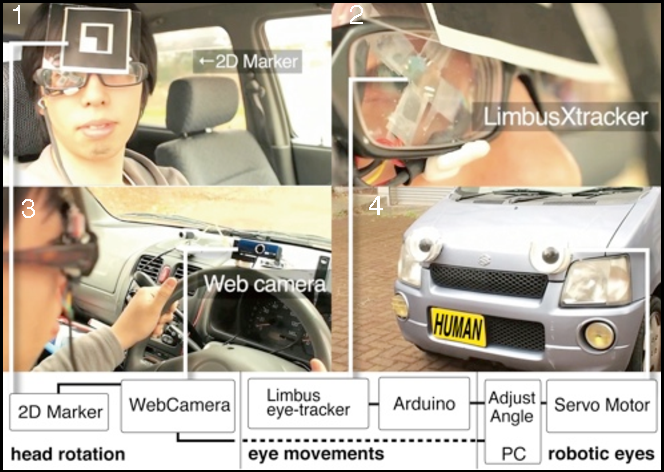 1
←2D Marker
2
LimbusXtracker
3
Web camera
4
HUMAN
2D Marker
WebCamera
Limbus
eye-tracker
Arduino
Adjust
Angle
PC
Servo Motor
head rotation
eye movements
robotic eyes